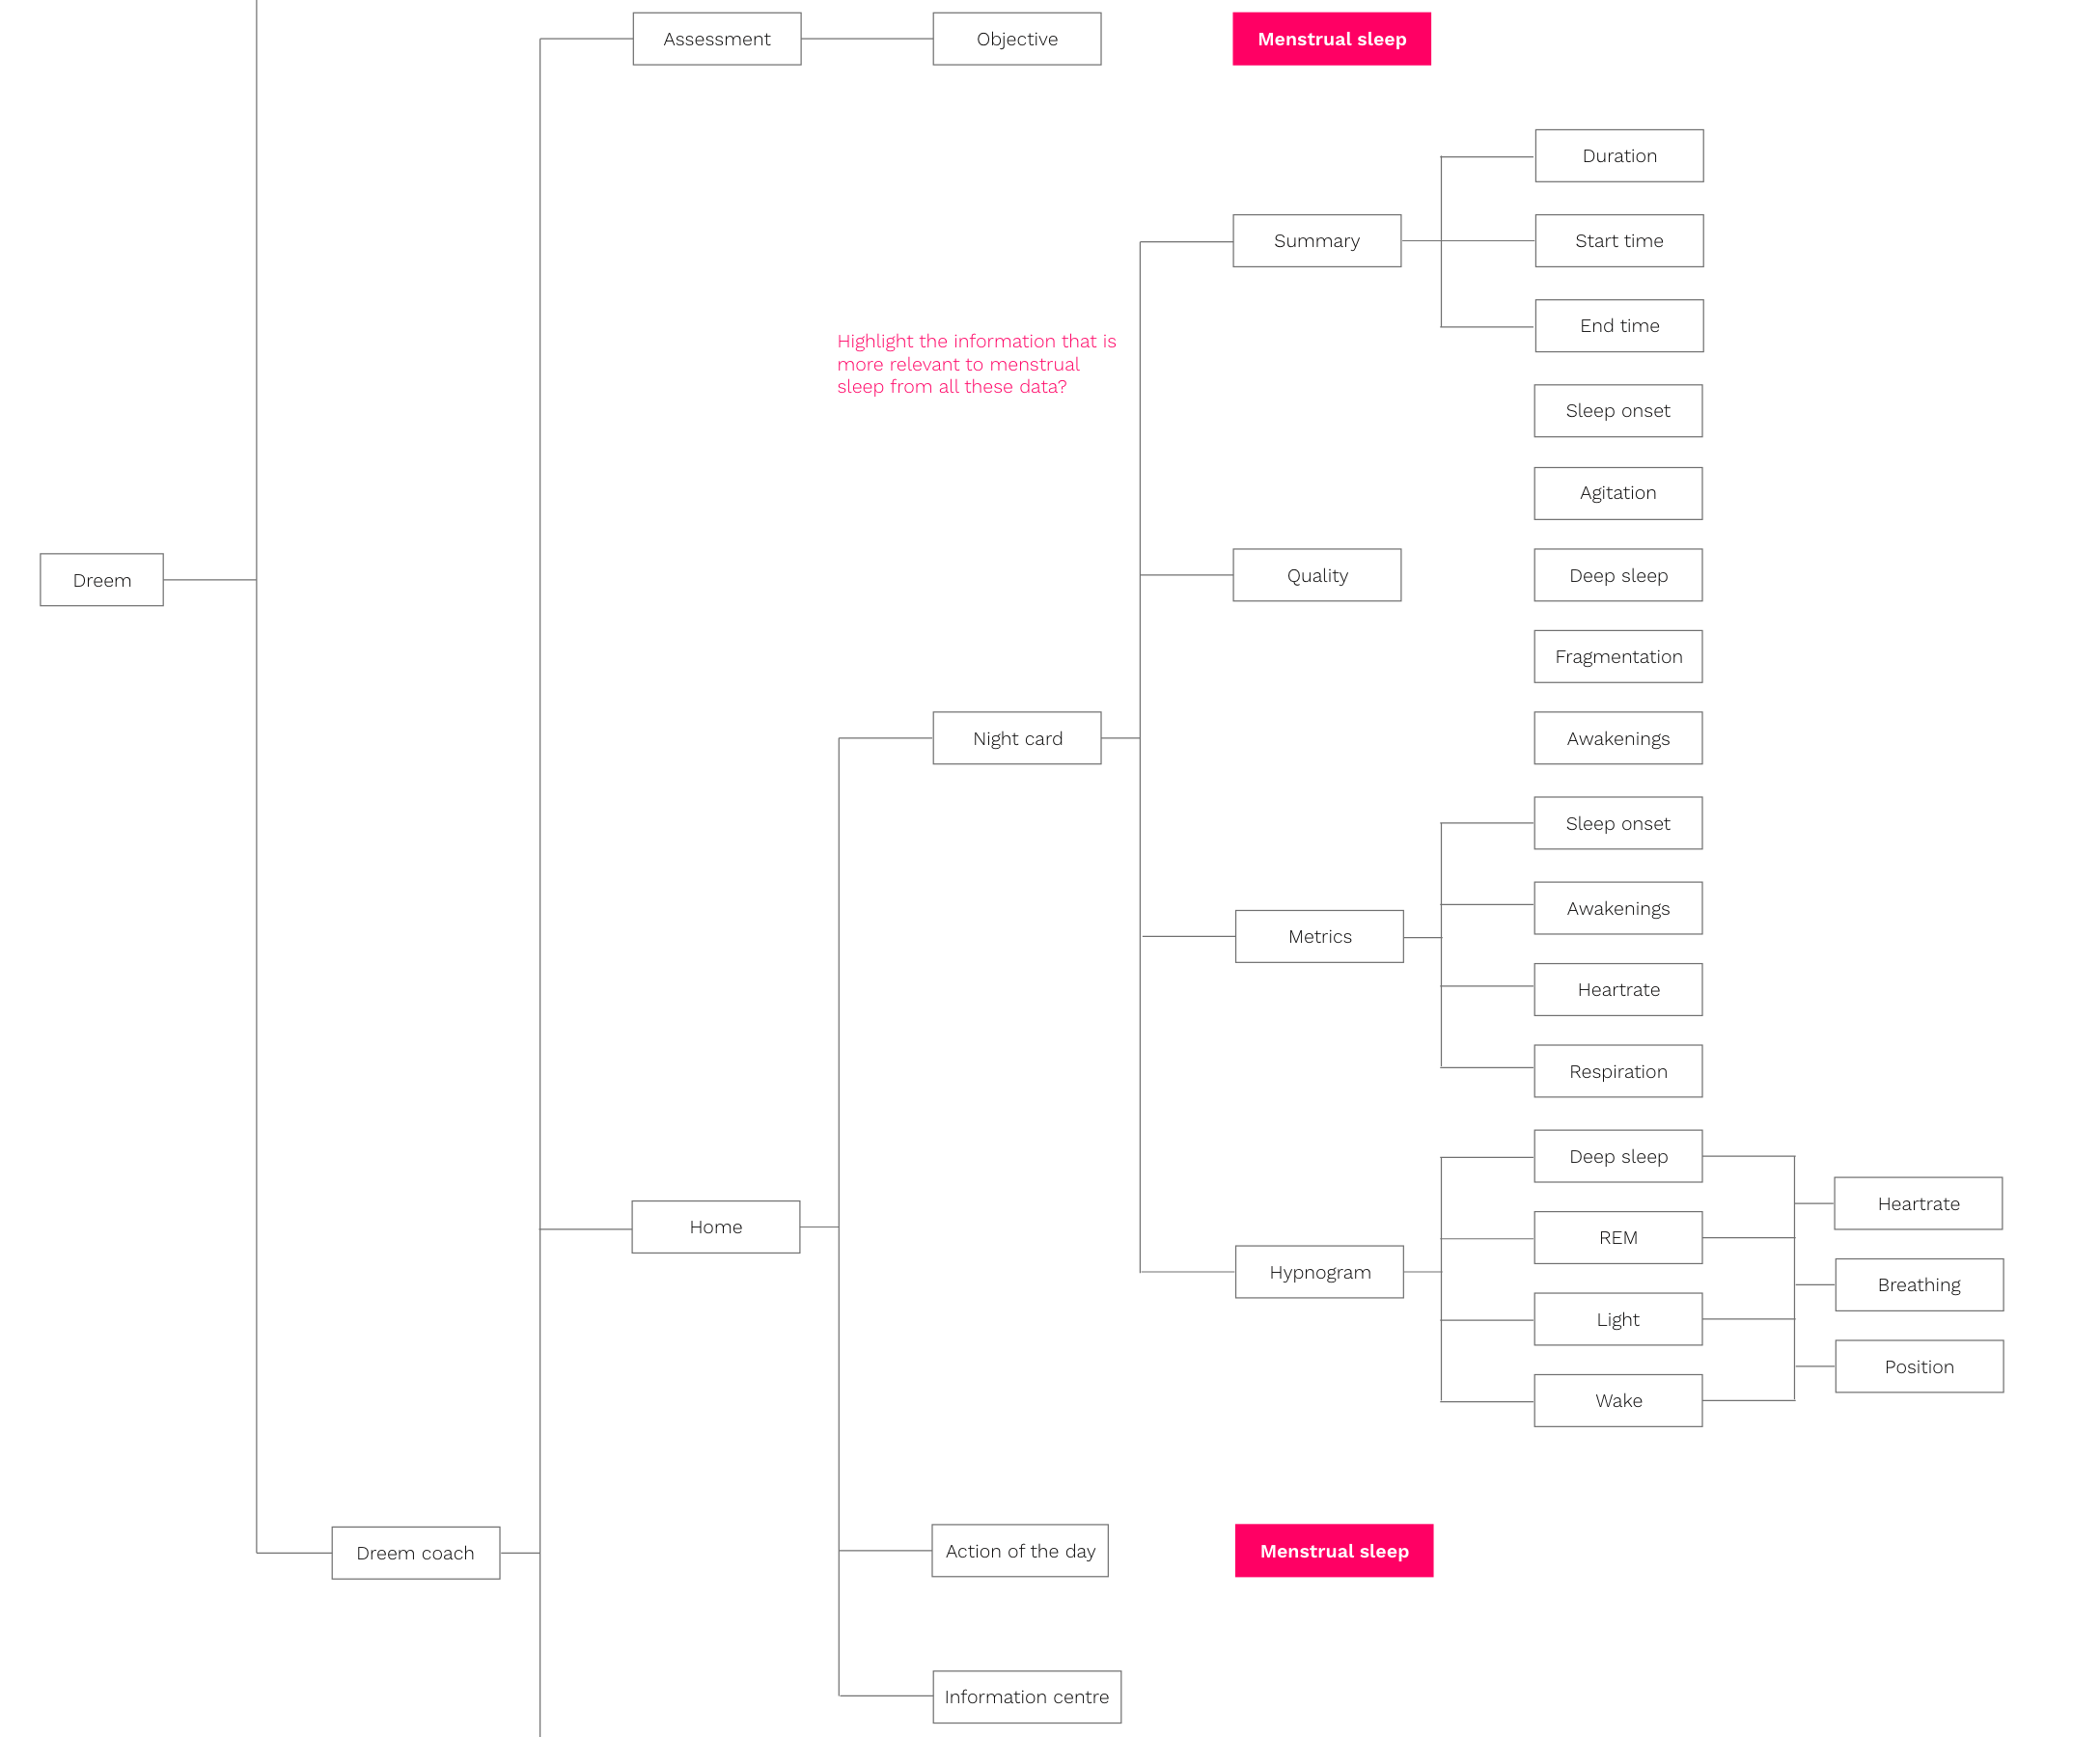 Assessment
Objective
Menstrual sleep
Duration
Summary
Start time
End time
Highlight the information that is
more relevant to menstrual
sleep from all these data?
Sleep onset
Agitation
Dreem
Quality
Deep sleep
Fragmentation
Night card
Awakenings
Sleep onset
Awakenings
Metrics
Heartrate
Respiration
Deep sleep
Heartrate
Home
REM
Hypnogram
Breathing
Light
Position
Wake
Dreem coach
Action of the day
Menstrual sleep
Information centre